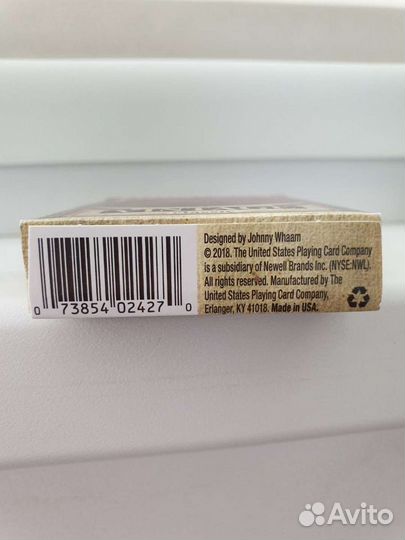 Designed by Johnny Whaam
© 2018. The United States Playing Card Company
is a subsidiary of Newell Brands Inc. (NYSE:NWL).
All rights reserved. Manufactured by The
United States Playing Card Company,
Erlanger, KY 41018. Made in USA.
0 73854 02427 0
Avito